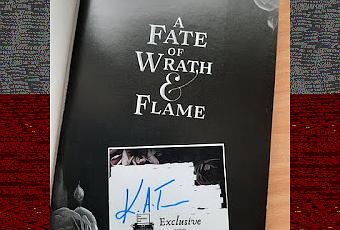 A
FATE
OF
WRATH
&
FLAME
K.A.T
Exclusive